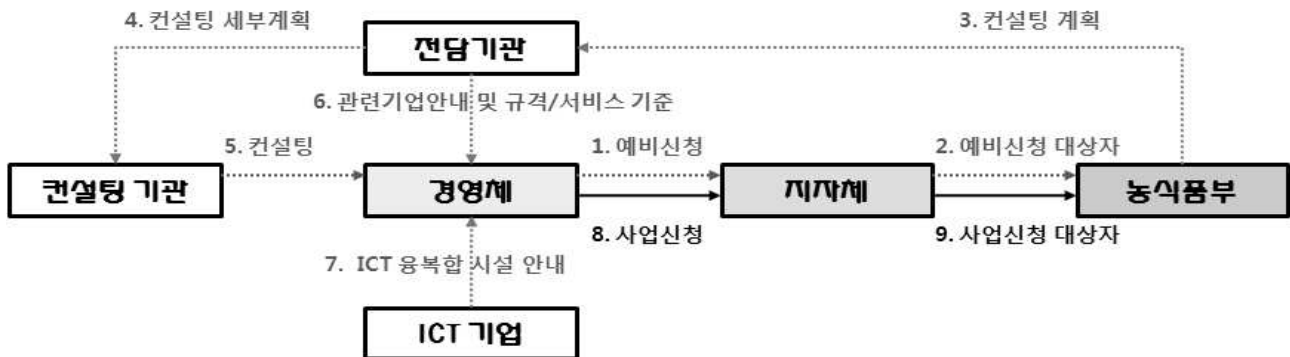 4. 컨설팅 세부계획
3. 컨설팅 계획
전담기관
6. 관련기업안내 및 규격/서비스 기준
5. 컨설팅
1. 예비신청
2. 예비신청 대상자
컨설팅 기관
경영체
지자체
농식품부
8. 사업신청
9. 사업신청 대상자
7. ICT 융복합 시설 안내
ICT 기업